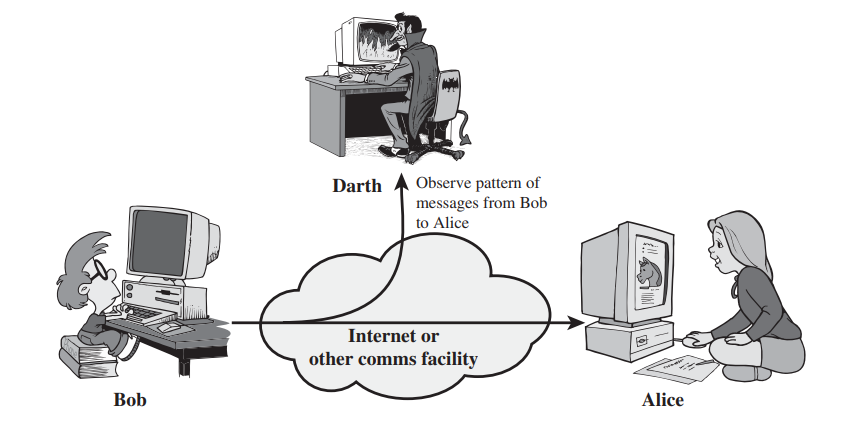 Darth
Observe pattern of
messages from Bob
to Alice
Internet or
other comms facility
Bob
Alice